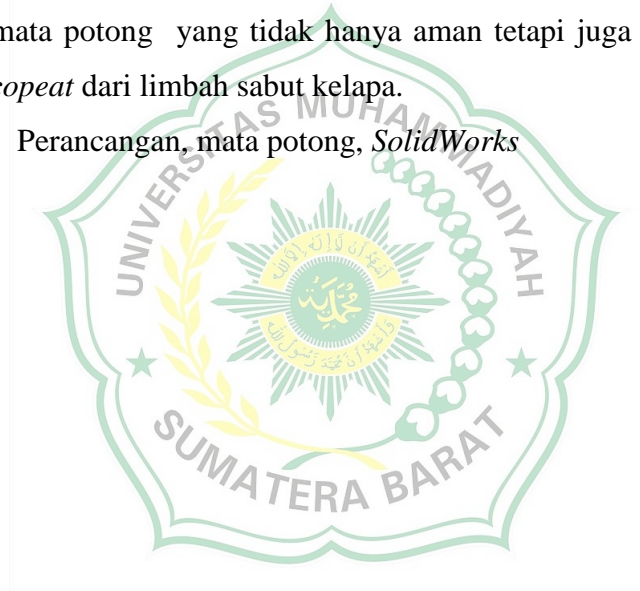 mata potong yang tidak hanya aman tetapi juga
copeat dari limbah sabut kelapa.
Perancangan, mata potong, SolidWorks
UNIVERSITAS MUHAMMADIYAH
محمدية
SUMATERA BARAT